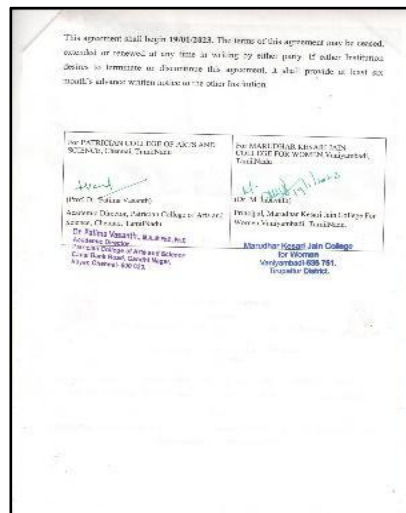 This agreement shall begin 19/01/2023. The terms of this agreement may be ceased,
extended or renewed at any time in writing by either party. If either Institution
desires to terminate or discontinue this agreement, it shall provide at least six
month's advance written notice to the other Institution.
For PATRICIAN COLLEGE OF ARTS AND
SCIENCE, Chennai, TamilNadu
(Prof. Dr. Fatima Vasanth)
Academic Director, Patrician College of Arts and
Science, Chennai, TamilNadu
Dr. Fatima Vasanth,
Academic Director
Patrician College of Arts and Science
Canal Bank Road, Gandhi Nagar,
Adyar, Chennai- 600 020.
For MARUDHAR KESARI JAIN
COLLEGE FOR WOMEN, Vaniyambadi,
TamilNadu
(Dr. M. Inbavalli)
Principal, Marudhar Kesari Jain College For
Women, Vaniyambadi, TamilNadu.
Marudhar Kesari Jain College
for Women
Vaniyambadi-635 751.
Tirupattur District.